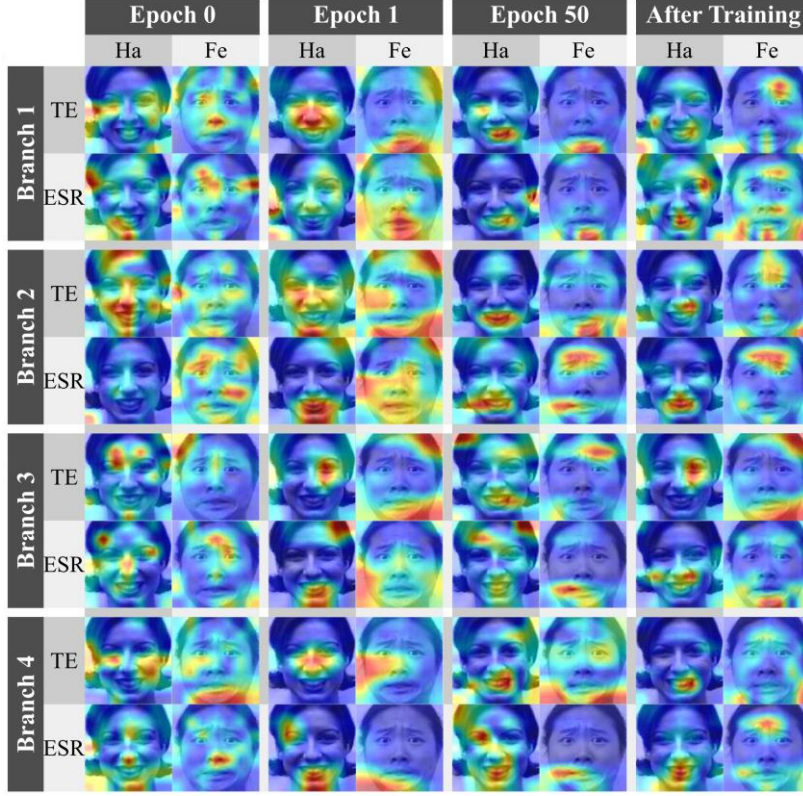 Epoch 0 Epoch 1 Epoch 50 After Training
Ha Fe Ha Fe Ha Fe Ha Fe
Branch 1
TE
ESR
Branch 2
TE
ESR
Branch 3
TE
ESR
Branch 4
TE
ESR